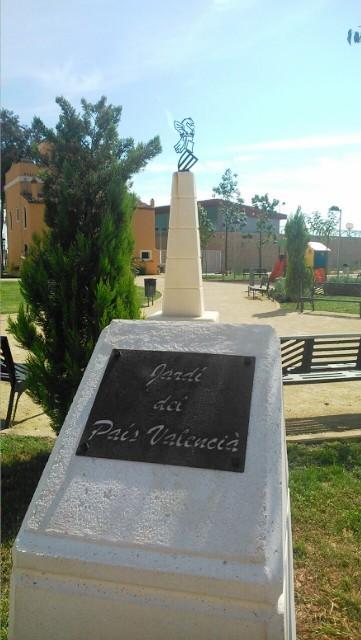 Jardí
del
País Valencià